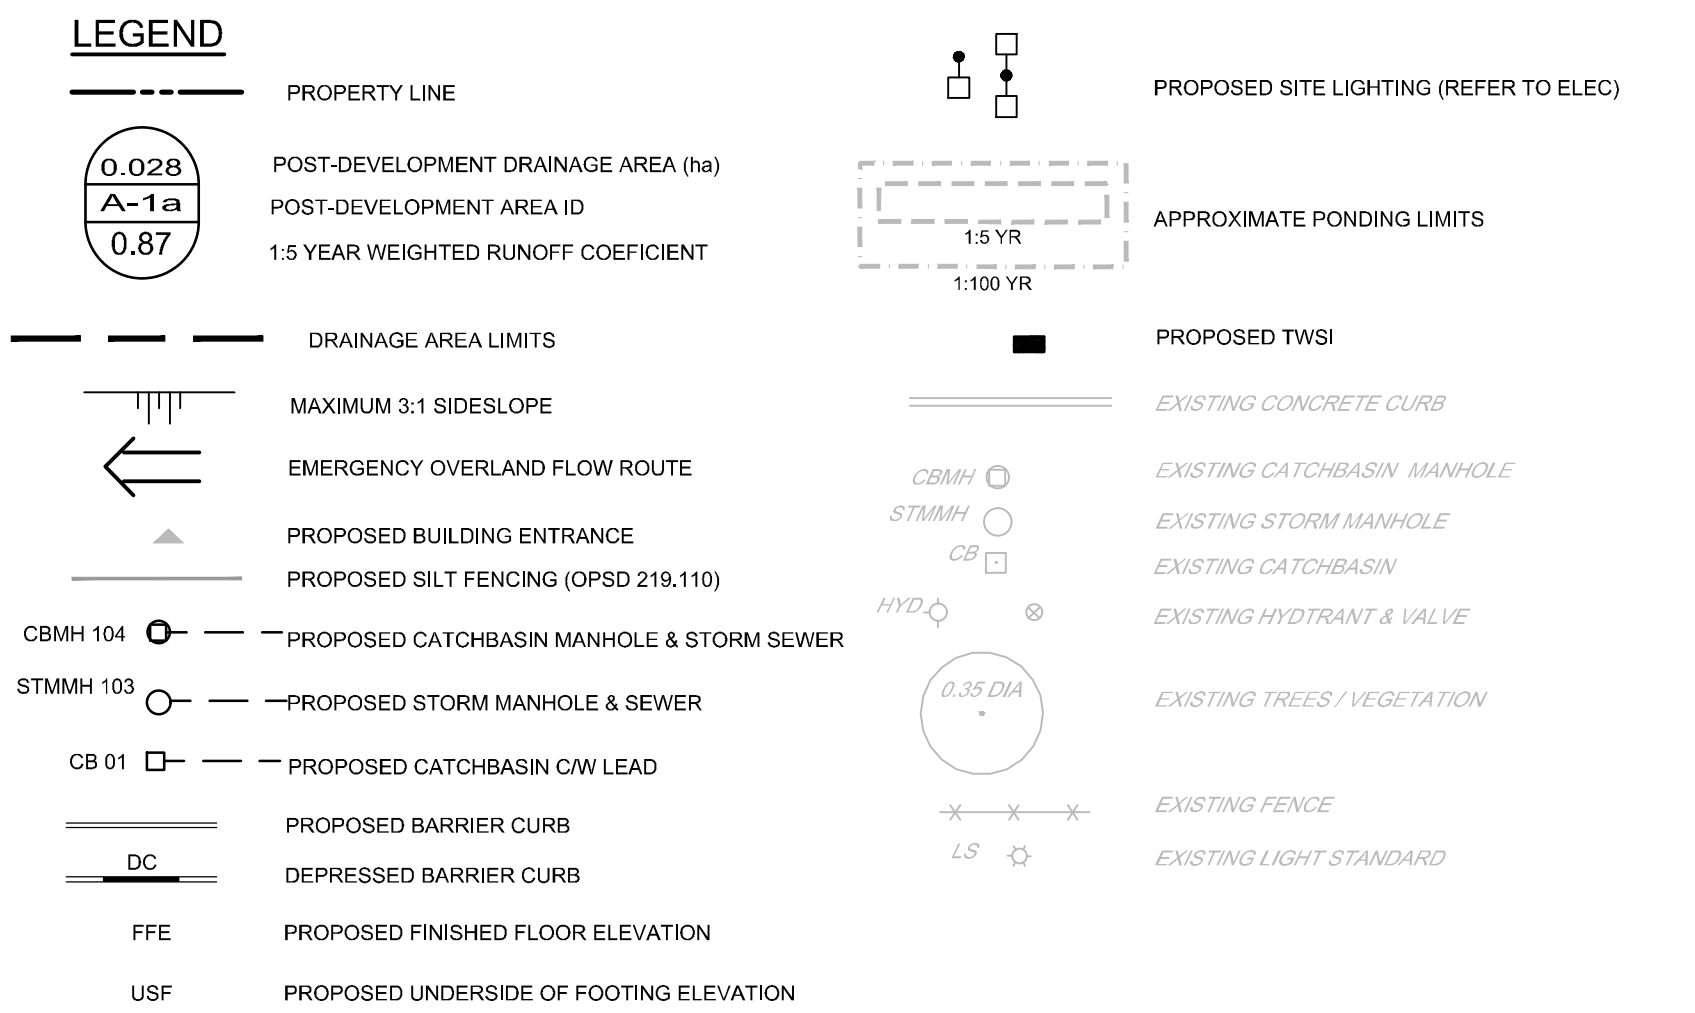 LEGEND
PROPERTY LINE
0.028
POST-DEVELOPMENT DRAINAGE AREA (ha)
A-1a
POST-DEVELOPMENT AREA ID
0.87
1:5 YEAR WEIGHTED RUNOFF COEFICIENT
DRAINAGE AREA LIMITS
MAXIMUM 3:1 SIDESLOPE
EMERGENCY OVERLAND FLOW ROUTE
PROPOSED BUILDING ENTRANCE
PROPOSED SILT FENCING (OPSD 219.110)
CBMH 104
PROPOSED CATCHBASIN MANHOLE & STORM SEWER
STMMH 103
PROPOSED STORM MANHOLE & SEWER
CB 01
PROPOSED CATCHBASIN C/W LEAD
PROPOSED BARRIER CURB
DC
DEPRESSED BARRIER CURB
FFE
PROPOSED FINISHED FLOOR ELEVATION
USF
PROPOSED UNDERSIDE OF FOOTING ELEVATION
PROPOSED SITE LIGHTING (REFER TO ELEC)
1:5 YR
1:100 YR
APPROXIMATE PONDING LIMITS
PROPOSED TWSI
EXISTING CONCRETE CURB
CBMH
EXISTING CATCHBASIN MANHOLE
STMMH
EXISTING STORM MANHOLE
CB
EXISTING CATCHBASIN
HYD
EXISTING HYDTRANT & VALVE
0.35 DIA
EXISTING TREES / VEGETATION
EXISTING FENCE
LS
EXISTING LIGHT STANDARD